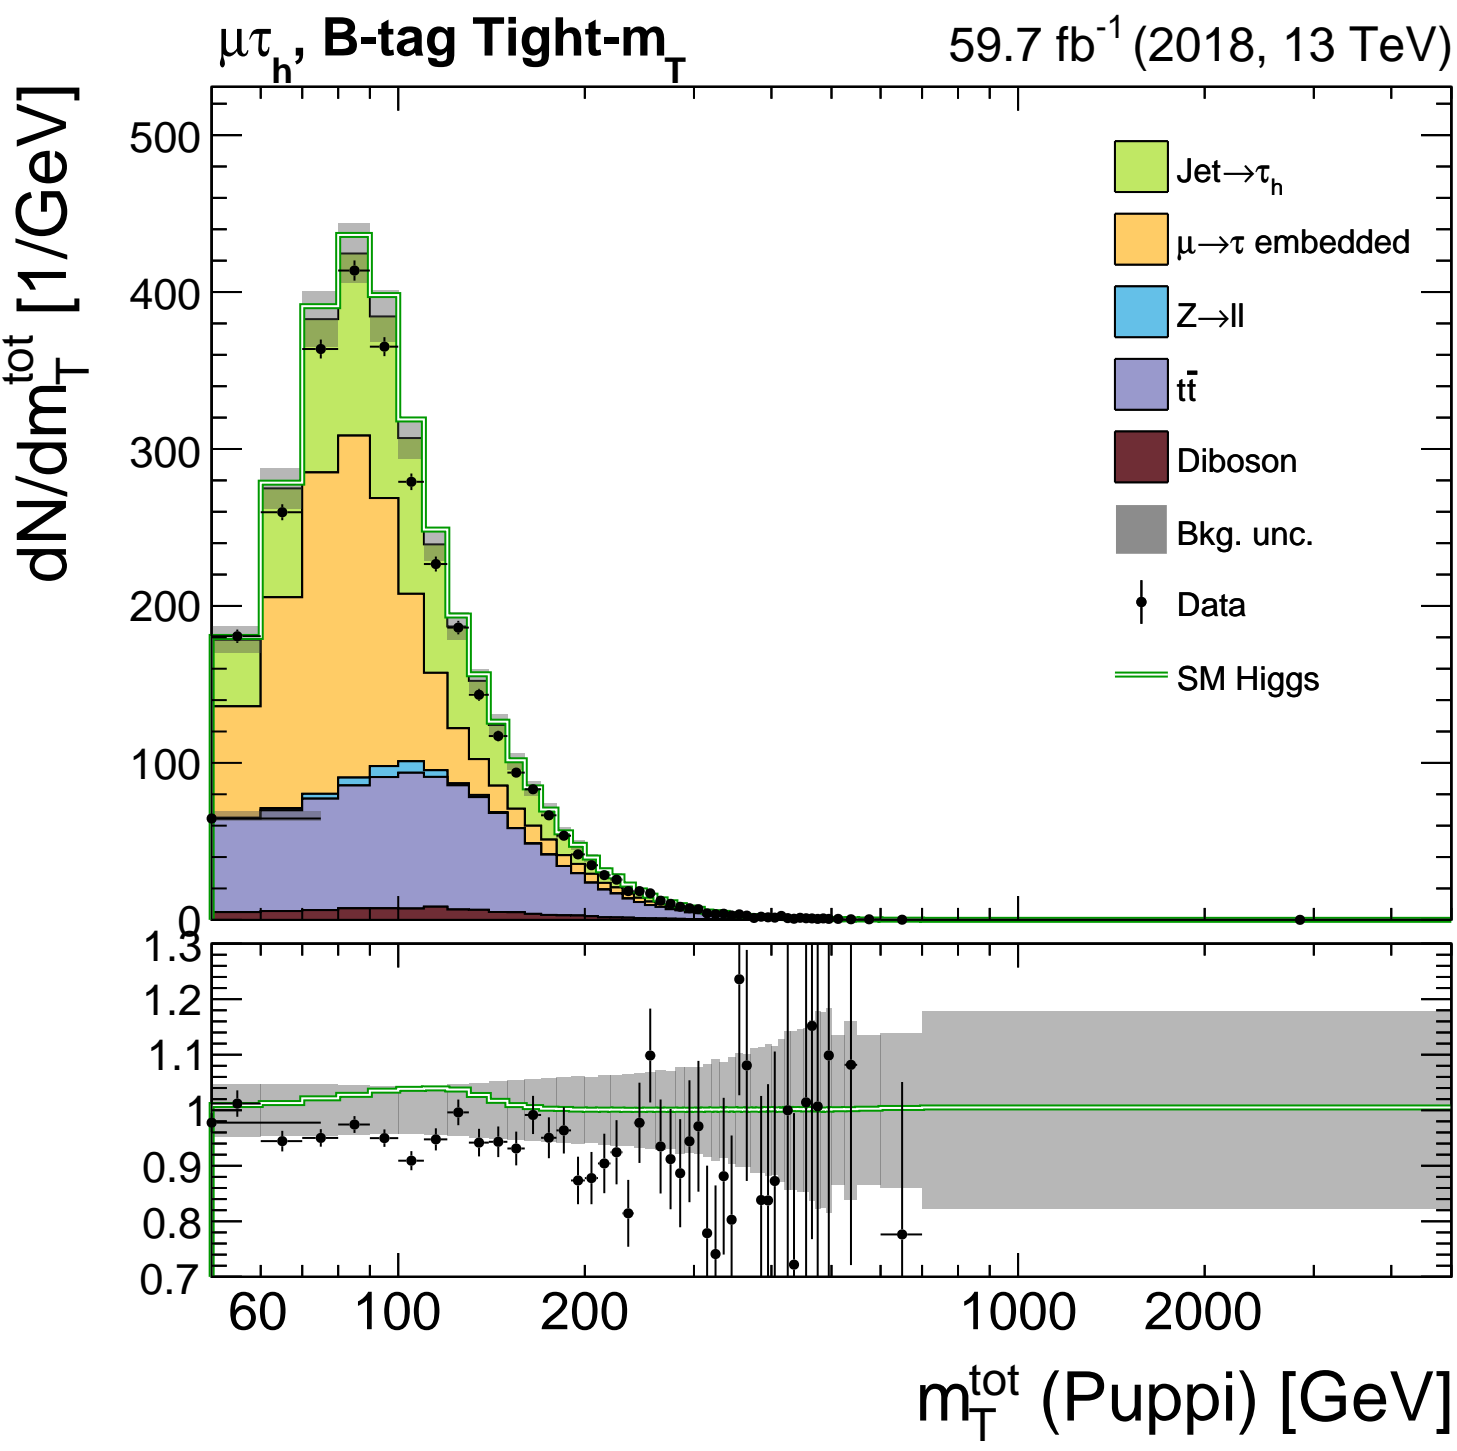 μτh, B-tag Tight-mT
59.7 fb-1 (2018, 13 TeV)
dN/dmTtot [1/GeV]
500
400
300
200
100
0
Jet→τh
μ→τ embedded
Z→ll
tt̄
Diboson
Bkg. unc.
Data
SM Higgs
1.3
1.2
1.1
1
0.9
0.8
0.7
60 100 200 1000 2000
mTtot (Puppi) [GeV]